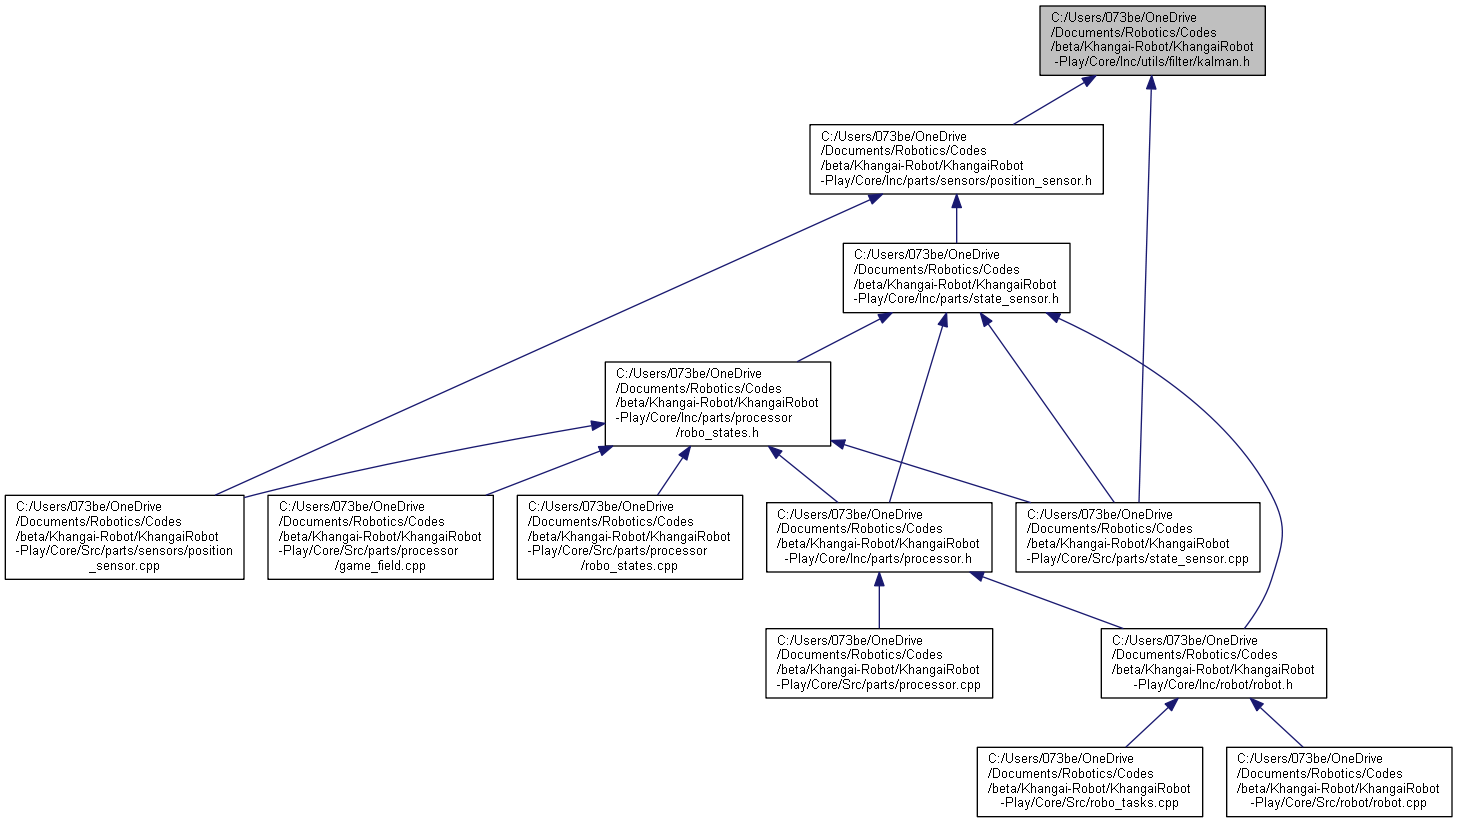 C:/Users/073be/OneDrive
/Documents/Robotics/Codes
/beta/Khangai-Robot/KhangaiRobot
-Play/Core/Inc/utils/filter/kalman.h
C:/Users/073be/OneDrive
/Documents/Robotics/Codes
/beta/Khangai-Robot/KhangaiRobot
-Play/Core/Inc/parts/sensors/position_sensor.h
C:/Users/073be/OneDrive
/Documents/Robotics/Codes
/beta/Khangai-Robot/KhangaiRobot
-Play/Core/Inc/parts/state_sensor.h
C:/Users/073be/OneDrive
/Documents/Robotics/Codes
/beta/Khangai-Robot/KhangaiRobot
-Play/Core/Inc/parts/processor
/robo_states.h
C:/Users/073be/OneDrive
/Documents/Robotics/Codes
/beta/Khangai-Robot/KhangaiRobot
-Play/Core/Src/parts/sensors/position
_sensor.cpp
C:/Users/073be/OneDrive
/Documents/Robotics/Codes
/beta/Khangai-Robot/KhangaiRobot
-Play/Core/Src/parts/processor
/game_field.cpp
C:/Users/073be/OneDrive
/Documents/Robotics/Codes
/beta/Khangai-Robot/KhangaiRobot
-Play/Core/Src/parts/processor
/robo_states.cpp
C:/Users/073be/OneDrive
/Documents/Robotics/Codes
/beta/Khangai-Robot/KhangaiRobot
-Play/Core/Inc/parts/processor.h
C:/Users/073be/OneDrive
/Documents/Robotics/Codes
/beta/Khangai-Robot/KhangaiRobot
-Play/Core/Src/parts/state_sensor.cpp
C:/Users/073be/OneDrive
/Documents/Robotics/Codes
/beta/Khangai-Robot/KhangaiRobot
-Play/Core/Src/parts/processor.cpp
C:/Users/073be/OneDrive
/Documents/Robotics/Codes
/beta/Khangai-Robot/KhangaiRobot
-Play/Core/Inc/robot/robot.h
C:/Users/073be/OneDrive
/Documents/Robotics/Codes
/beta/Khangai-Robot/KhangaiRobot
-Play/Core/Src/robo_tasks.cpp
C:/Users/073be/OneDrive
/Documents/Robotics/Codes
/beta/Khangai-Robot/KhangaiRobot
-Play/Core/Src/robot/robot.cpp